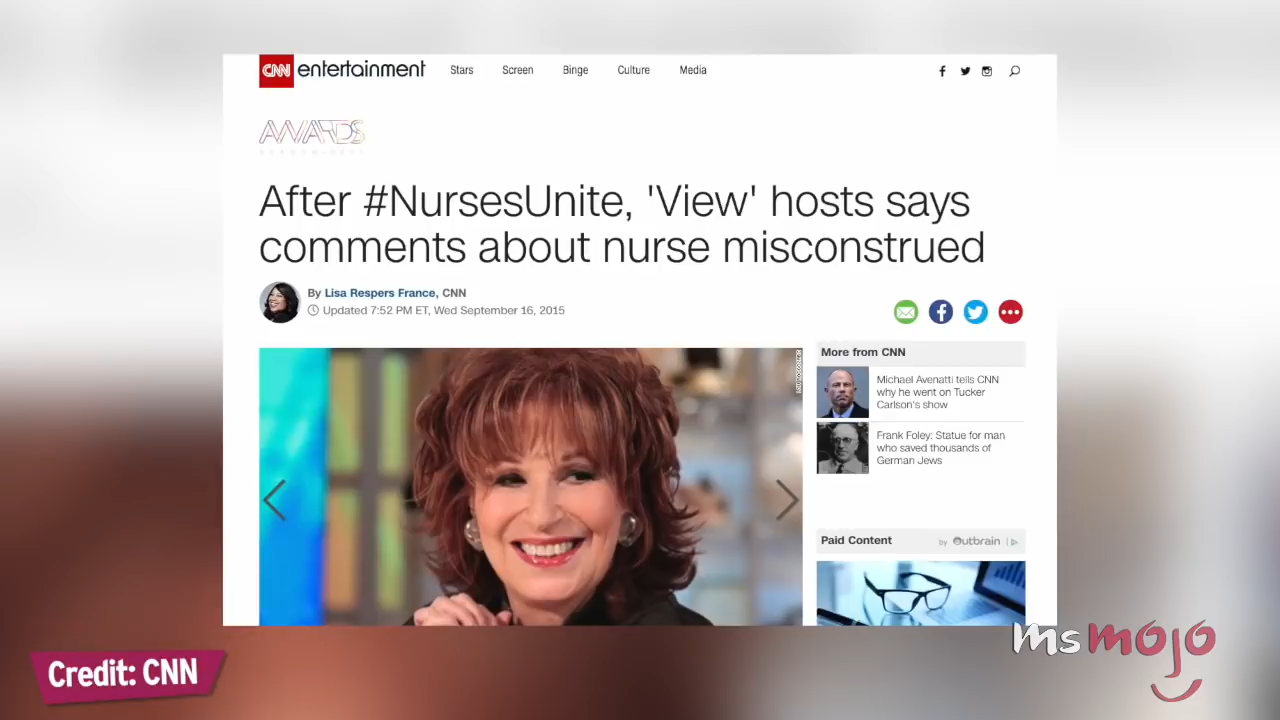 CNN entertainment Stars Screen Binge Culture Media
AWARDS
After #NursesUnite, 'View' hosts says
comments about nurse misconstrued
By Lisa Respers France, CNN
Updated 7:52 PM ET, Wed September 16, 2015
More from CNN
Michael Avenatti tells CNN
why he went on Tucker
Carlson's show
Frank Foley: Statue for man
who saved thousands of
German Jews
Paid Content by Outbrain
Credit: CNN
msmojo